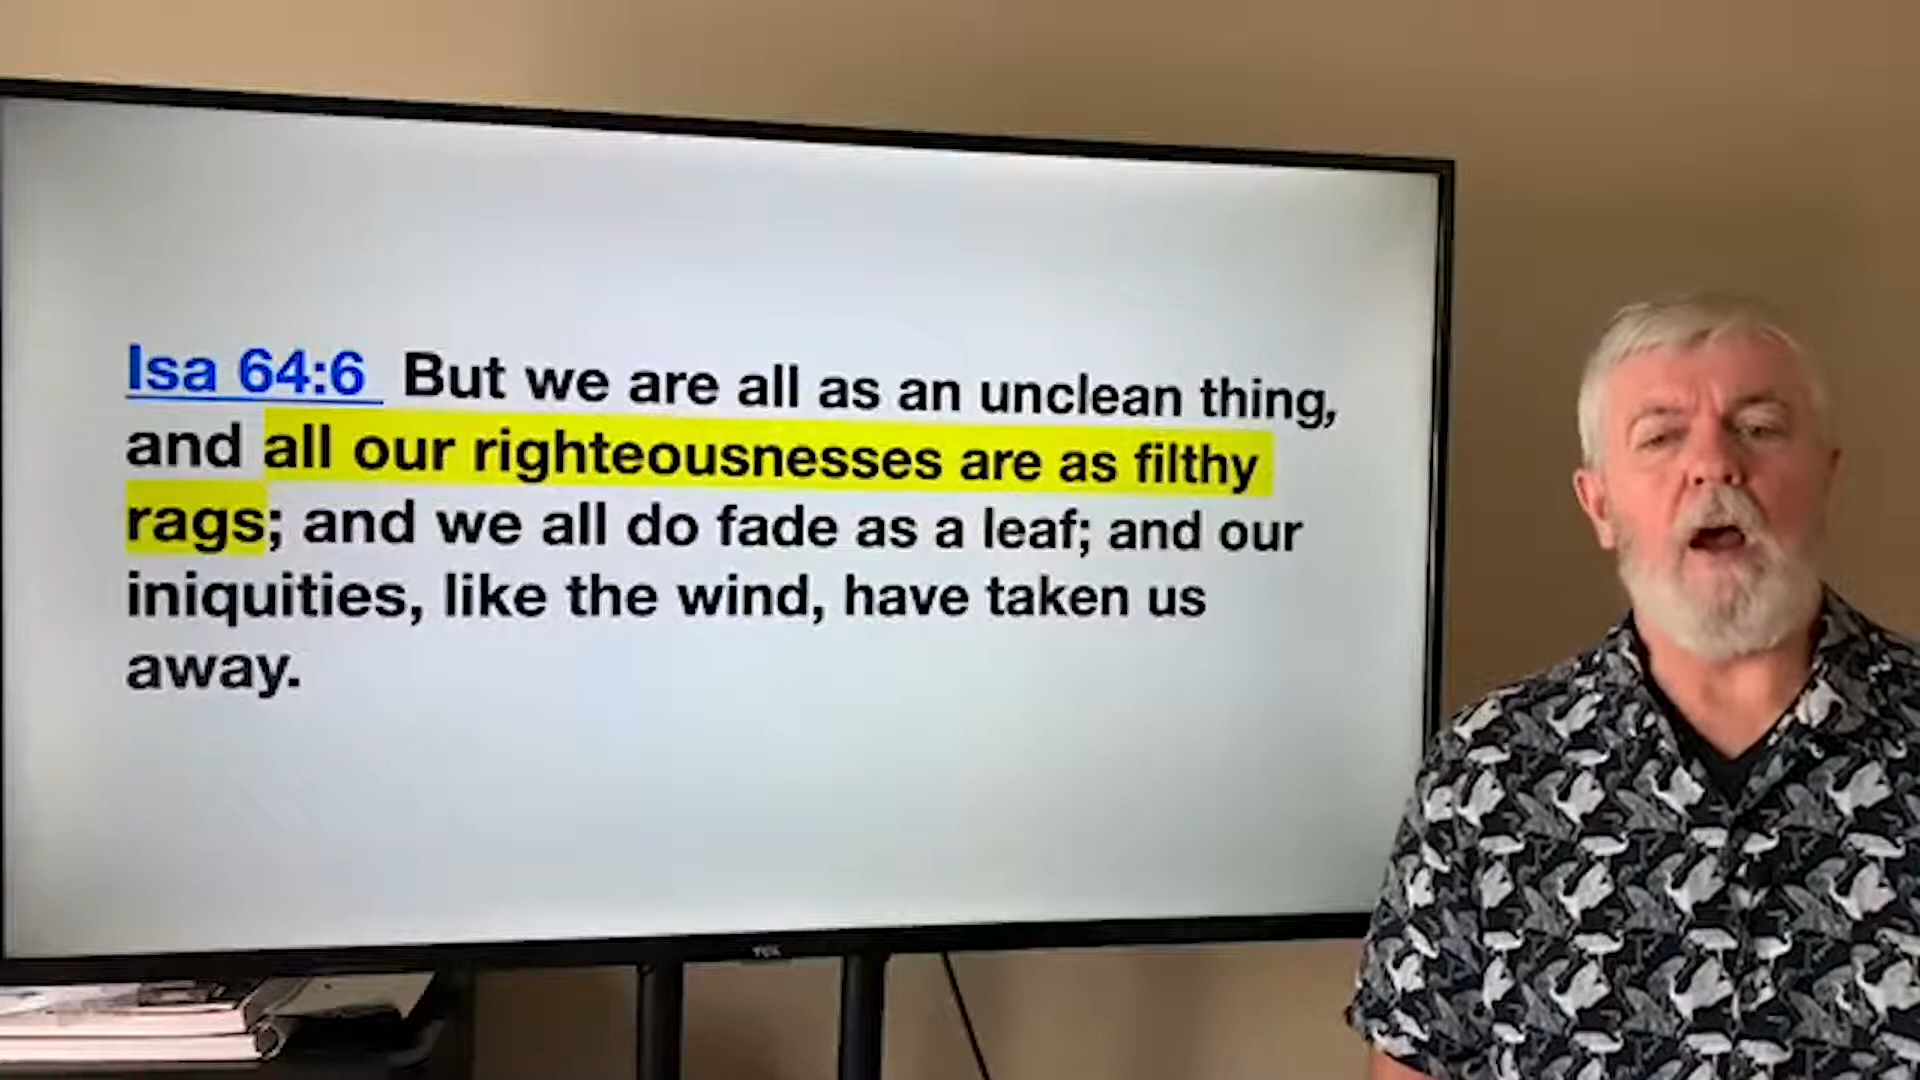 Isa 64:6 But we are all as an unclean thing,
and all our righteousnesses are as filthy
rags; and we all do fade as a leaf; and our
iniquities, like the wind, have taken us
away.
TCL